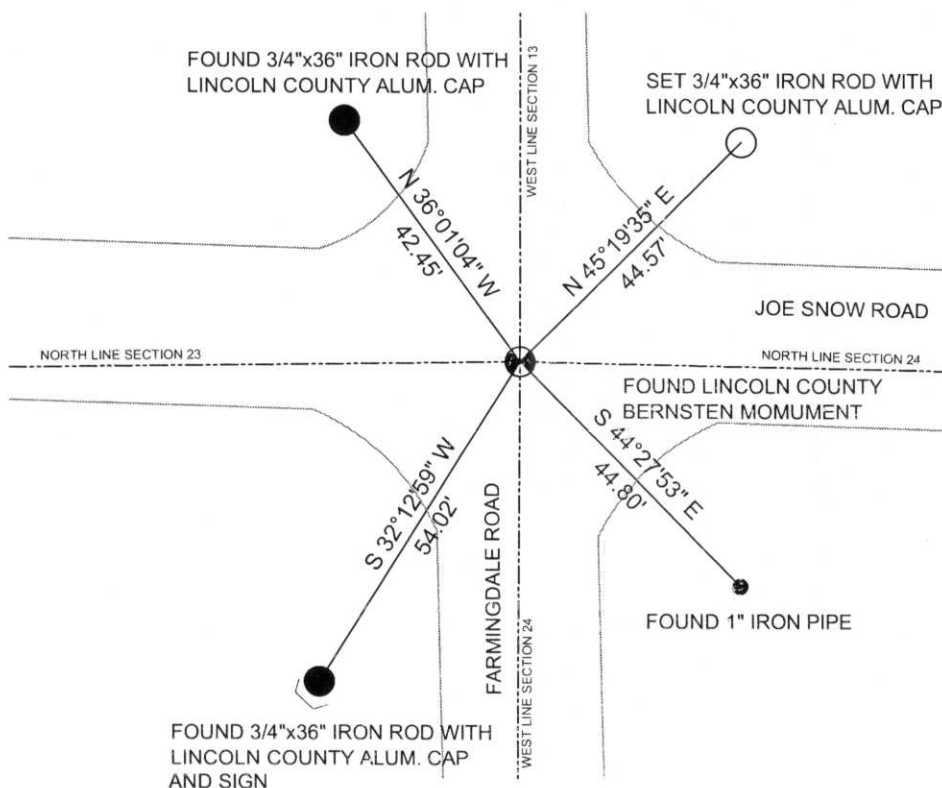 FOUND 3/4"x36" IRON ROD WITH
LINCOLN COUNTY ALUM. CAP
WEST LINE SECTION 13
SET 3/4"x36" IRON ROD WITH
LINCOLN COUNTY ALUM. CAP
N 36°01'04" W
42.45'
N 45°19'35" E
44.57'
JOE SNOW ROAD
NORTH LINE SECTION 23
NORTH LINE SECTION 24
FOUND LINCOLN COUNTY
BERNSTEN MOMUMENT
S 32°12'59" W
54.02'
S 44°27'53" E
44.80'
FARMINGDALE ROAD
WEST LINE SECTION 24
FOUND 1" IRON PIPE
FOUND 3/4"x36" IRON ROD WITH
LINCOLN COUNTY ALUM. CAP
AND SIGN